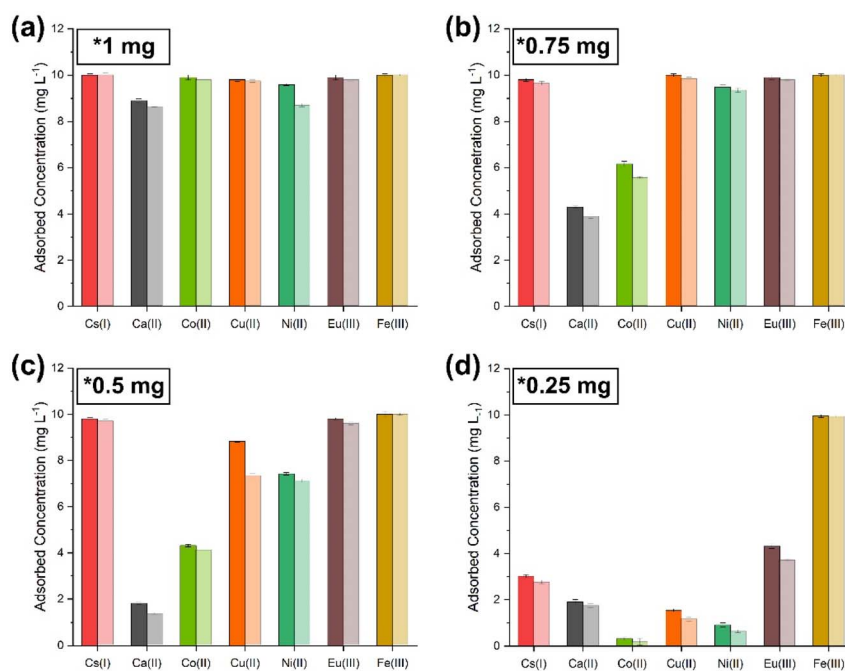 (a)
*1 mg
12
10
8
6
4
2
0
Adsorbed Concentration (mg L⁻¹)
Cs(I) Ca(II) Co(II) Cu(II) Ni(II) Eu(III) Fe(III)
(b)
*0.75 mg
12
10
8
6
4
2
0
Adsorbed Concnetration (mg L⁻¹)
Cs(I) Ca(II) Co(II) Cu(II) Ni(II) Eu(III) Fe(III)
(c)
*0.5 mg
12
10
8
6
4
2
0
Adsorbed Concentration (mg L⁻¹)
Cs(I) Ca(II) Co(II) Cu(II) Ni(II) Eu(III) Fe(III)
(d)
*0.25 mg
12
10
8
6
4
2
0
Adsorbed Concentration (mg L₋₁)
Cs(I) Ca(II) Co(II) Cu(II) Ni(II) Eu(III) Fe(III)